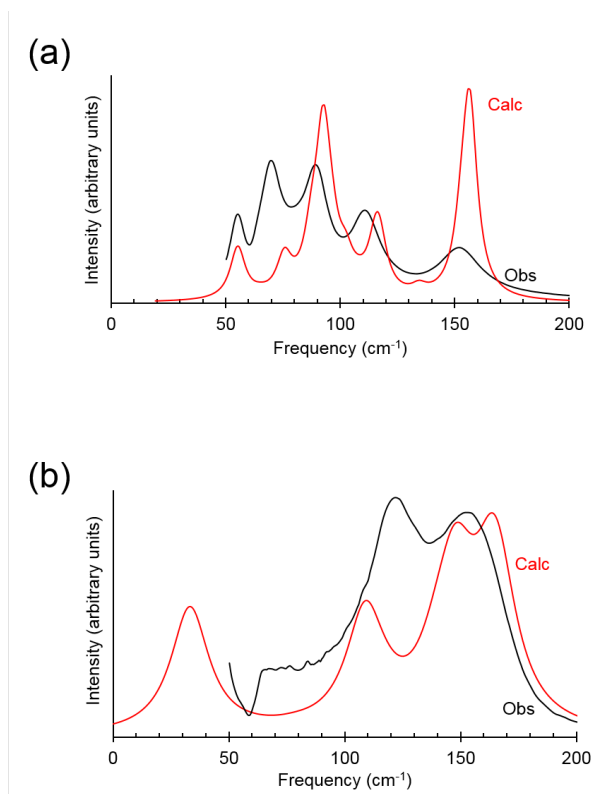 (a)
Intensity (arbitrary units)
Calc
Obs
0 50 100 150 200
Frequency (cm-1)
(b)
Intensity (arbitrary units)
Calc
Obs
0 50 100 150 200
Frequency (cm-1)